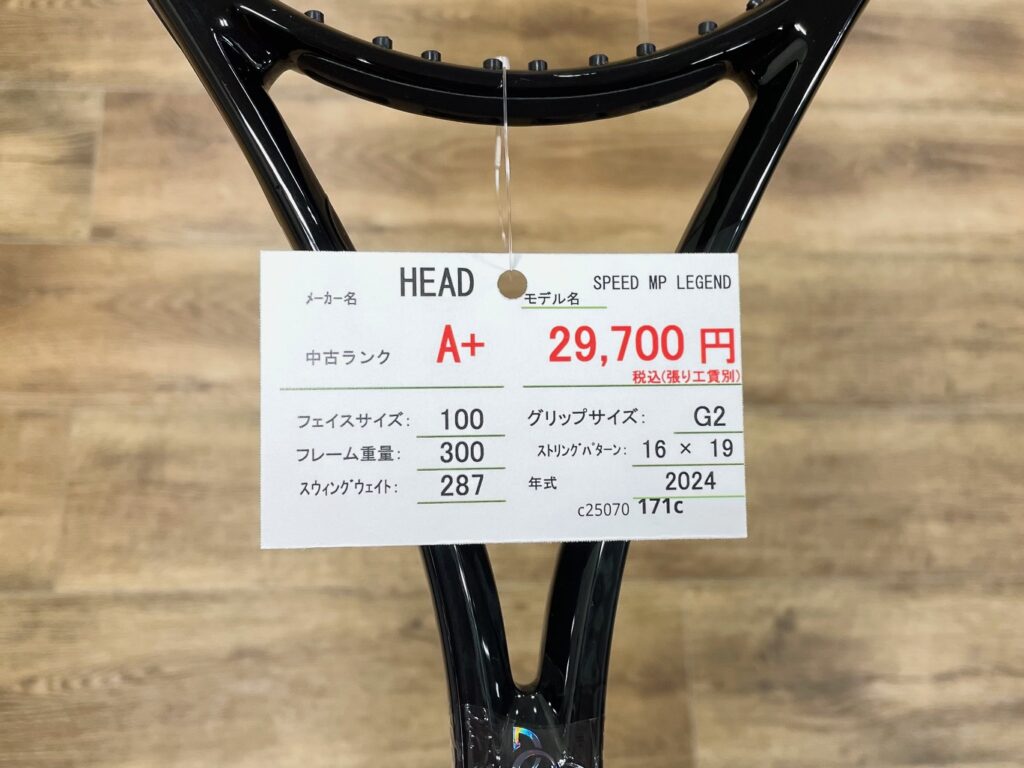 メーカー名 HEAD モデル名 SPEED MP LEGEND
中古ランク A+ 29,700 円
税込(張り工賃別)
フェイスサイズ: 100 グリップサイズ: G2
フレーム重量: 300 ストリングパターン: 16 × 19
スウィングウェイト: 287 年式 2024
c25070 171c